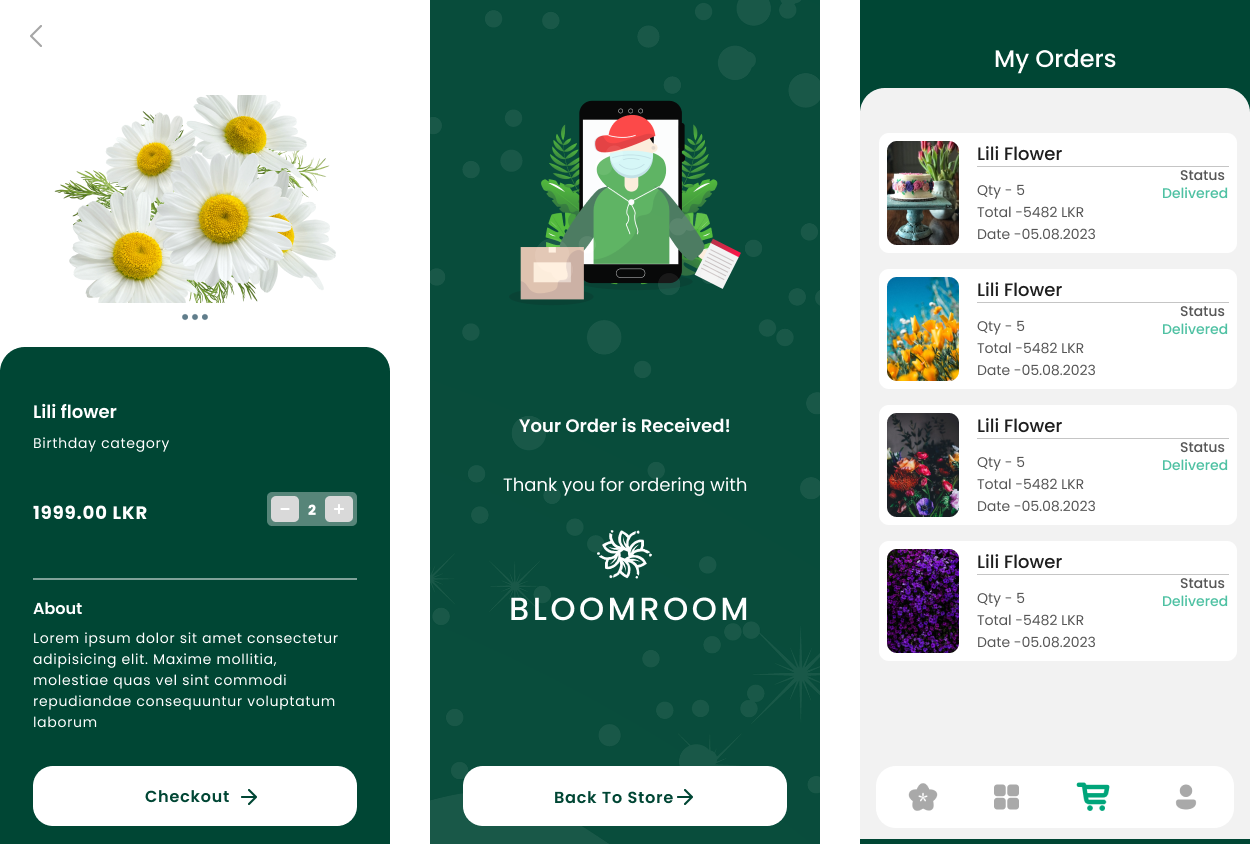 Lili flower
Birthday category
1999.00 LKR
− 2 +
About
Lorem ipsum dolor sit amet consectetur
adipisicing elit. Maxime mollitia,
molestiae quas vel sint commodi
repudiandae consequuntur voluptatum
laborum
Checkout
Your Order is Received!
Thank you for ordering with
BLOOMROOM
Back To Store
My Orders
Lili Flower
Status
Qty - 5
Delivered
Total -5482 LKR
Date -05.08.2023
Lili Flower
Status
Qty - 5
Delivered
Total -5482 LKR
Date -05.08.2023
Lili Flower
Status
Qty - 5
Delivered
Total -5482 LKR
Date -05.08.2023
Lili Flower
Status
Qty - 5
Delivered
Total -5482 LKR
Date -05.08.2023